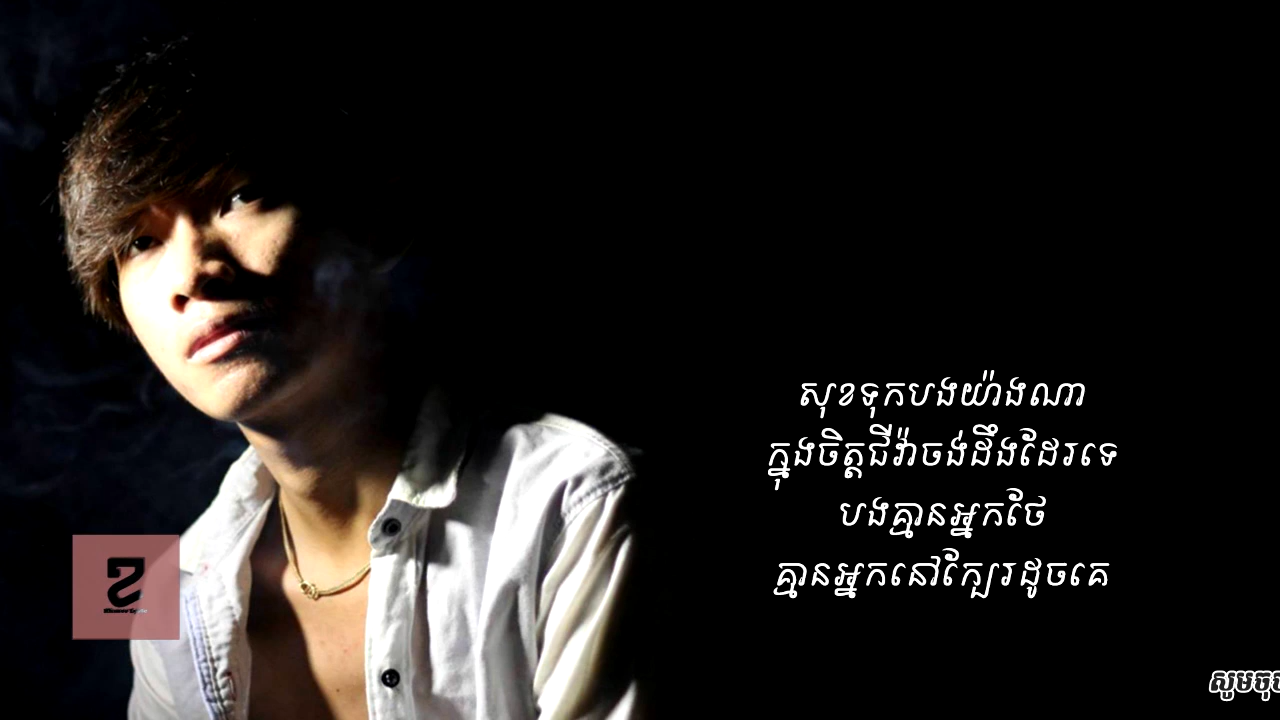 សុខទុកបងយ៉ាងណា
ក្នុងចិត្តជីវ៉ាចង់ដឹងដែរទេ
បងគ្មានអ្នកថែ
គ្មានអ្នកនៅក្បែរដូចគេ